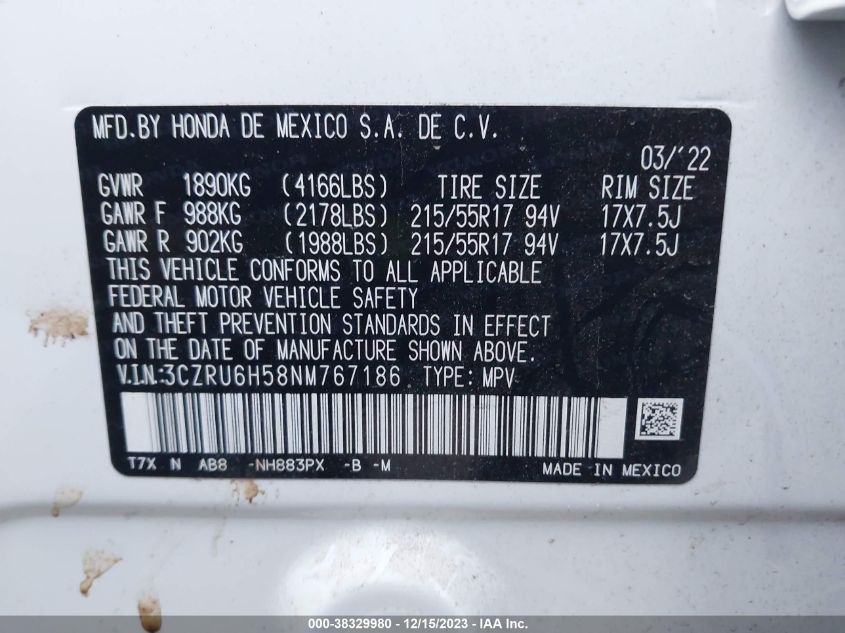 MFD.BY HONDA DE MEXICO S.A. DE C.V.
03/'22
GVWR 1890KG (4166LBS) TIRE SIZE RIM SIZE
GAWR F 988KG (2178LBS) 215/55R17 94V 17X7.5J
GAWR R 902KG (1988LBS) 215/55R17 94V 17X7.5J
THIS VEHICLE CONFORMS TO ALL APPLICABLE
FEDERAL MOTOR VEHICLE SAFETY
AND THEFT PREVENTION STANDARDS IN EFFECT
ON THE DATE OF MANUFACTURE SHOWN ABOVE.
V.I.N.:3CZRU6H58NM767186 TYPE: MPV
T7X N AB8 -NH883PX -B -M MADE IN MEXICO
000-38329980 - 12/15/2023 - IAA Inc.